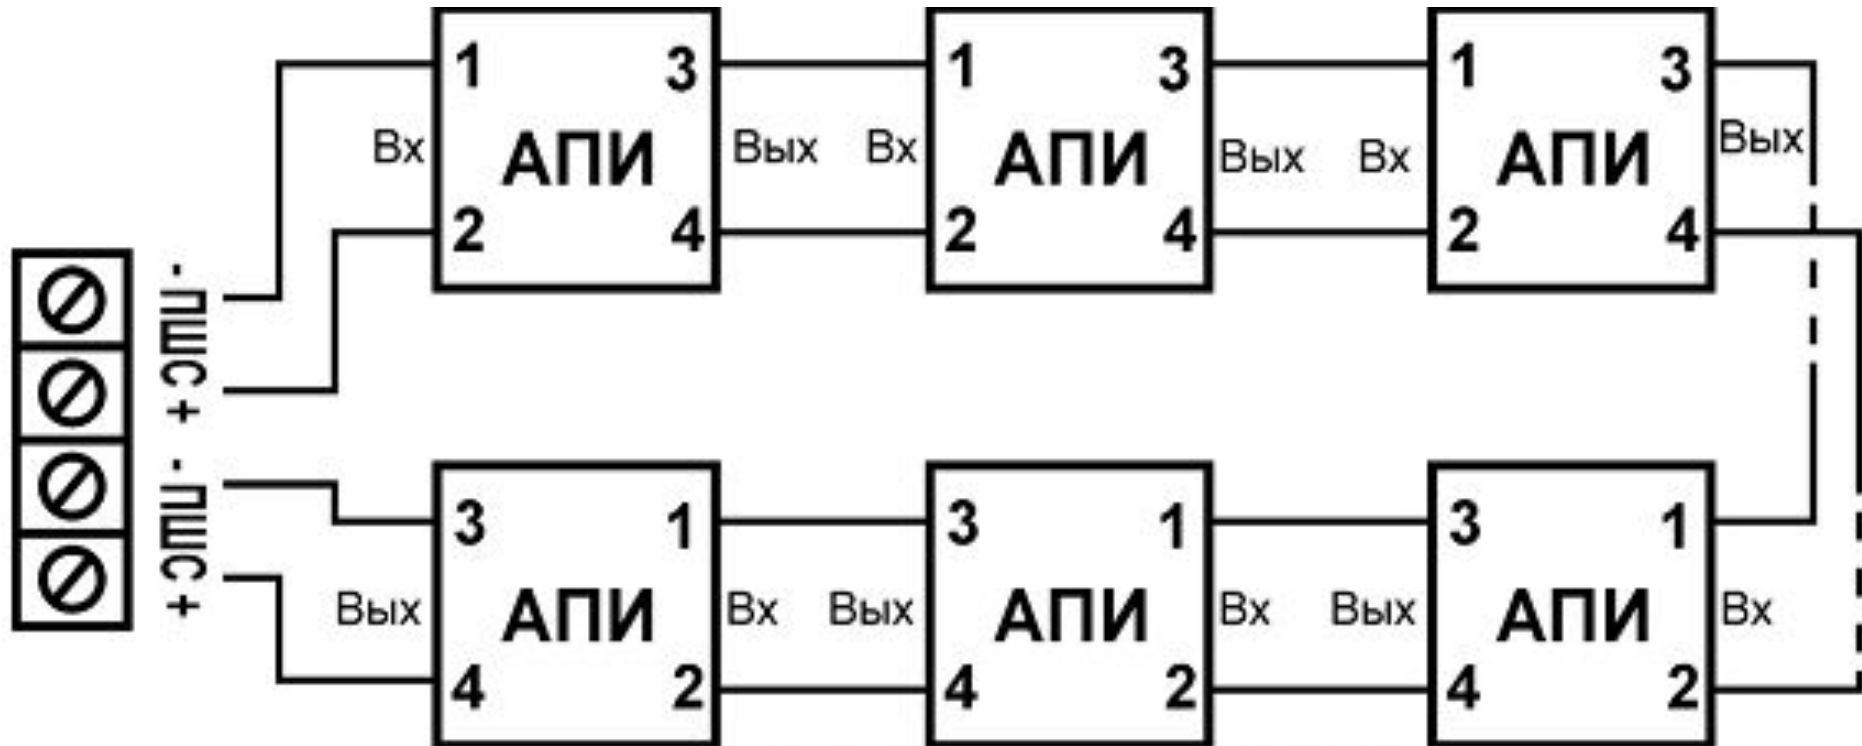 1 3 1 3 1 3
Вх АПИ Вых Вх АПИ Вых Вх АПИ Вых
2 4 2 4 2 4
- ПШС +
- ПШС +
3 1 3 1 3 1
Вых АПИ Вх Вых АПИ Вх Вых АПИ Вх
4 2 4 2 4 2